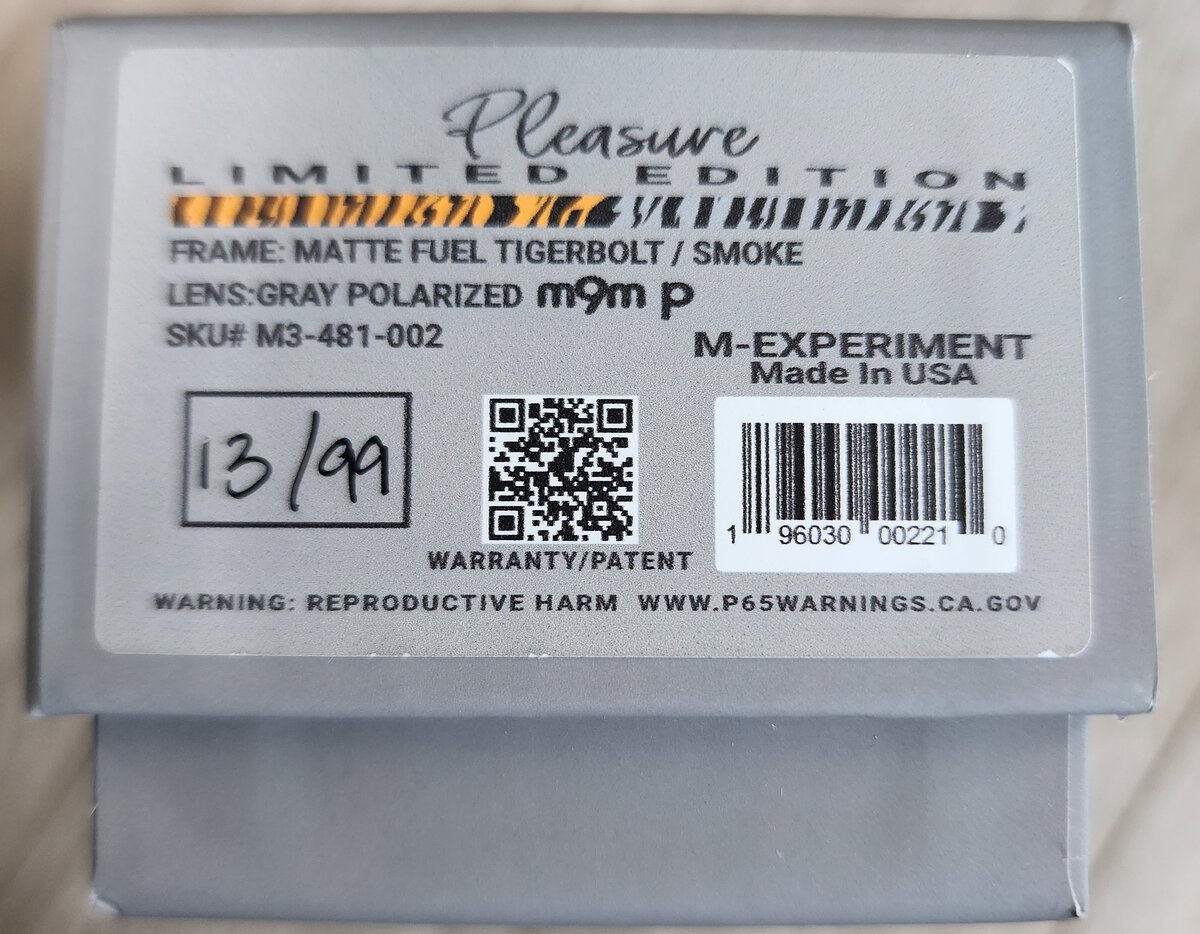 Pleasure
LIMITED EDITION
FRAME: MATTE FUEL TIGERBOLT / SMOKE
LENS:GRAY POLARIZED m9m p
SKU# M3-481-002
M-EXPERIMENT
Made In USA
13/99
WARRANTY/PATENT
1 96030 00221 0
WARNING: REPRODUCTIVE HARM WWW.P65WARNINGS.CA.GOV